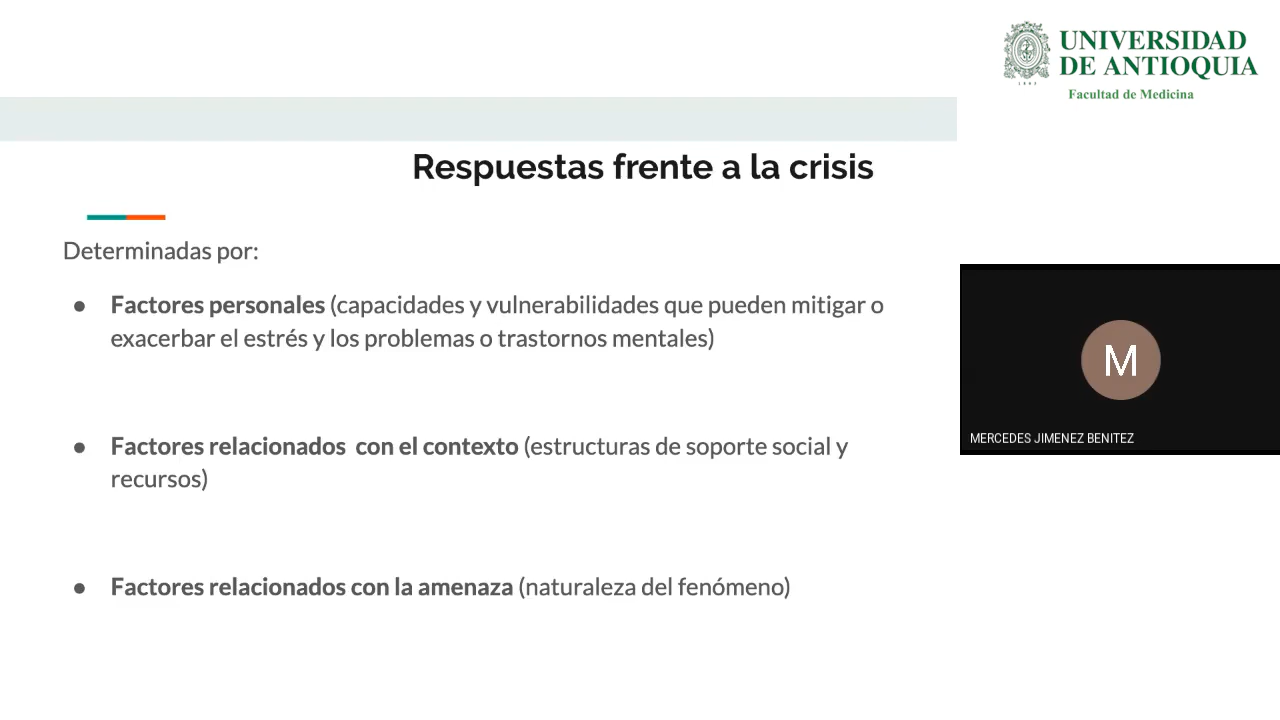 UNIVERSIDAD
DE ANTIOQUIA
1803
Facultad de Medicina
Respuestas frente a la crisis
Determinadas por:
● Factores personales (capacidades y vulnerabilidades que pueden mitigar o
exacerbar el estrés y los problemas o trastornos mentales)
● Factores relacionados  con el contexto (estructuras de soporte social y
recursos)
● Factores relacionados con la amenaza (naturaleza del fenómeno)
M
MERCEDES JIMENEZ BENITEZ